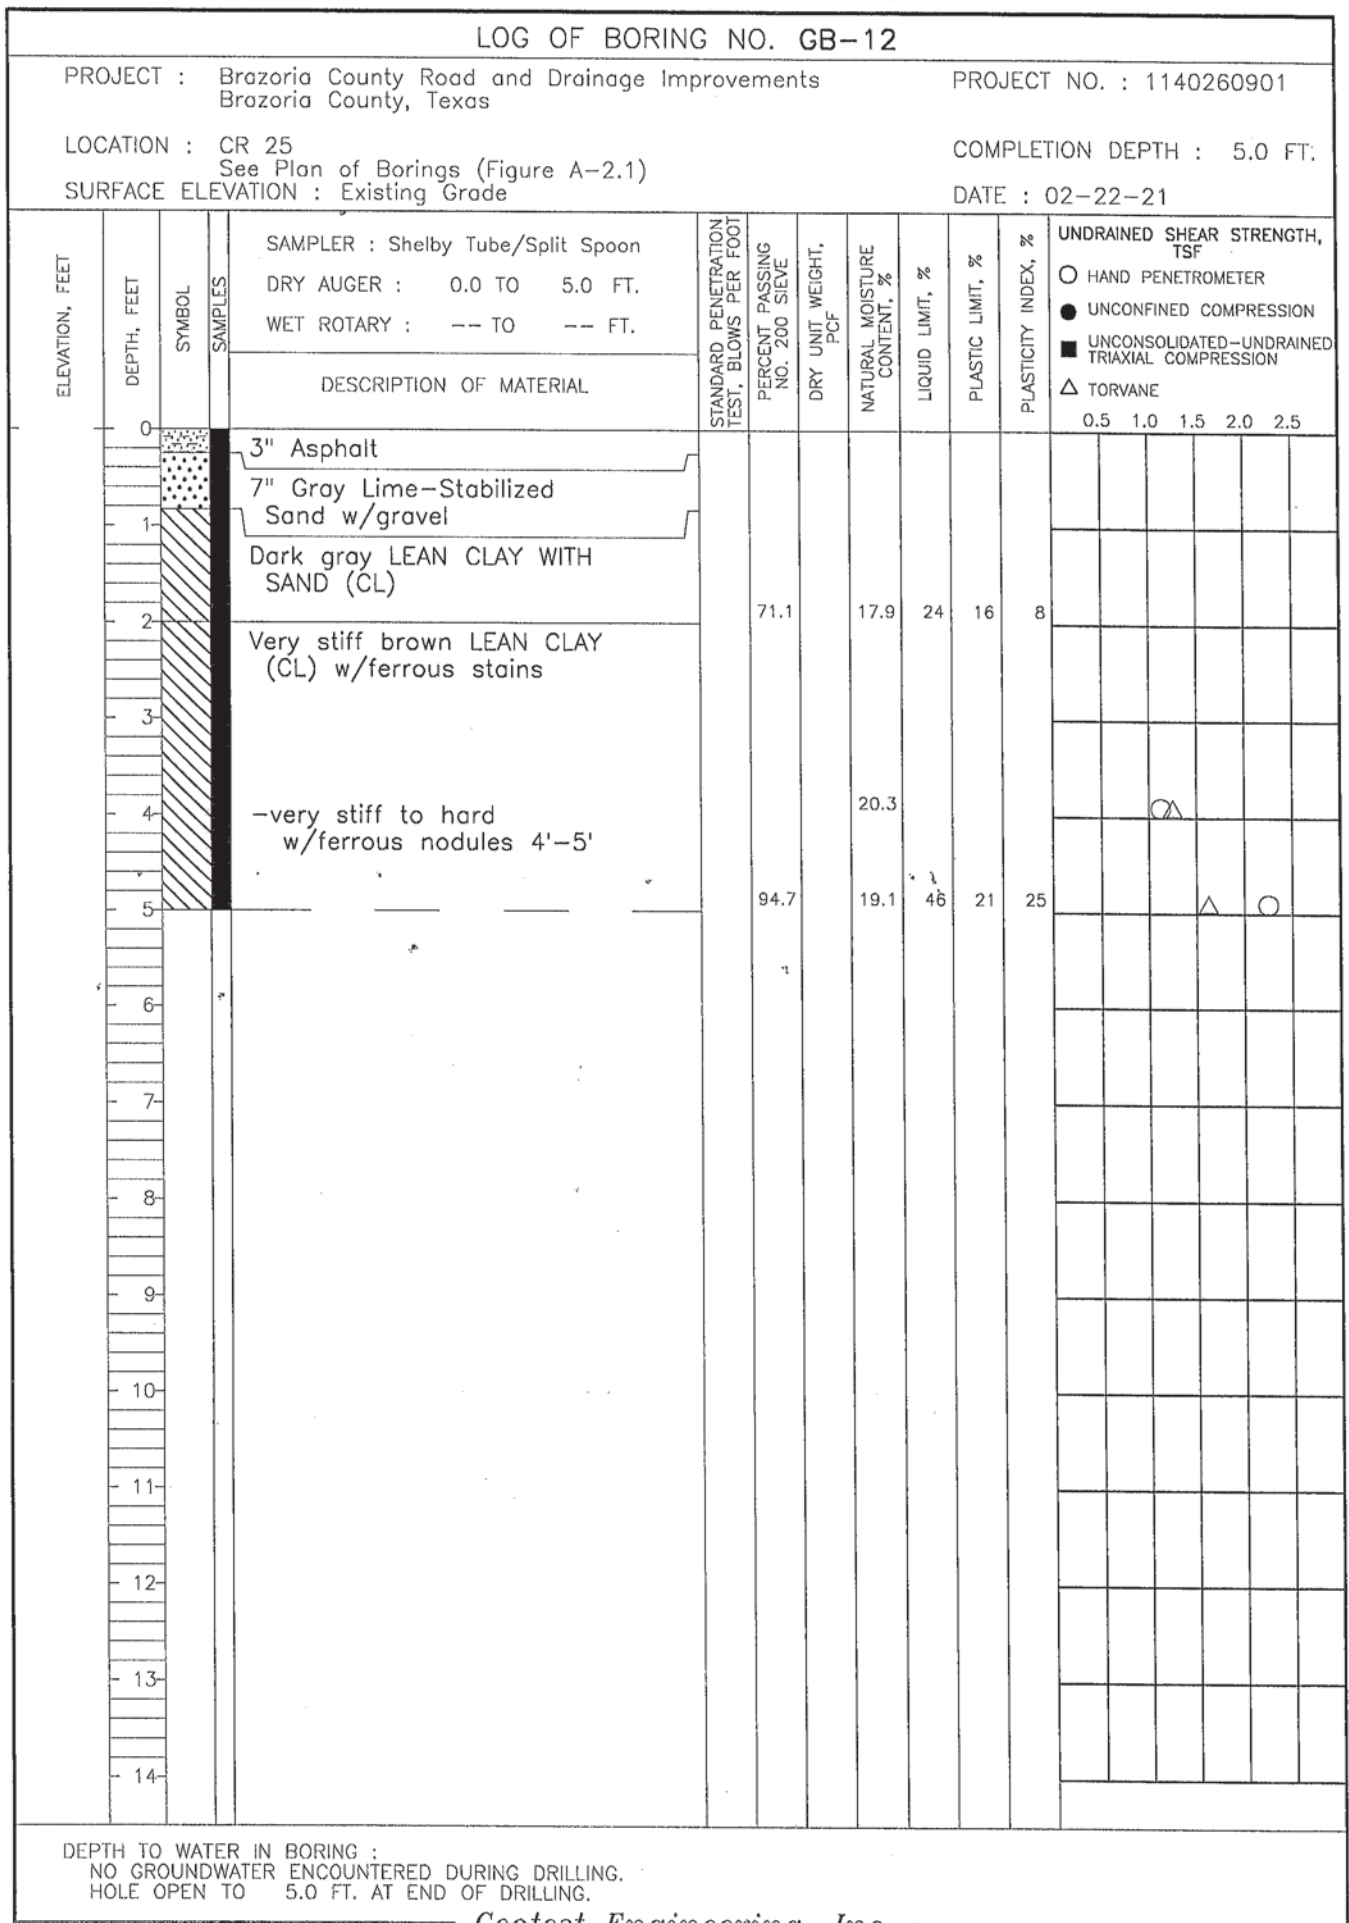 LOG OF BORING NO. GB-12
PROJECT : Brazoria County Road and Drainage Improvements
Brazoria County, Texas
PROJECT NO. : 1140260901
LOCATION : CR 25
See Plan of Borings (Figure A-2.1)
COMPLETION DEPTH : 5.0 FT.
SURFACE ELEVATION : Existing Grade
DATE : 02-22-21
ELEVATION, FEET
DEPTH, FEET
SYMBOL
SAMPLES
SAMPLER : Shelby Tube/Split Spoon
DRY AUGER : 0.0 TO 5.0 FT.
WET ROTARY : -- TO -- FT.
DESCRIPTION OF MATERIAL
STANDARD PENETRATION
TEST, BLOWS PER FOOT
PERCENT PASSING
NO. 200 SIEVE
DRY UNIT WEIGHT,
PCF
NATURAL MOISTURE
CONTENT, %
LIQUID LIMIT, %
PLASTIC LIMIT, %
PLASTICITY INDEX, %
UNDRAINED SHEAR STRENGTH,
TSF
HAND PENETROMETER
UNCONFINED COMPRESSION
UNCONSOLIDATED-UNDRAINED
TRIAXIAL COMPRESSION
TORVANE
0.5 1.0 1.5 2.0 2.5
0
3" Asphalt
7" Gray Lime-Stabilized
Sand w/gravel
1
Dark gray LEAN CLAY WITH
SAND (CL)
71.1 17.9 24 16 8
2
Very stiff brown LEAN CLAY
(CL) w/ferrous stains
3
20.3
4
-very stiff to hard
w/ferrous nodules 4'-5'
94.7 19.1 46 21 25
5
6
7
8
9
10
11
12
13
14
DEPTH TO WATER IN BORING :
NO GROUNDWATER ENCOUNTERED DURING DRILLING.
HOLE OPEN TO 5.0 FT. AT END OF DRILLING.
Geotest Engineering, Inc.